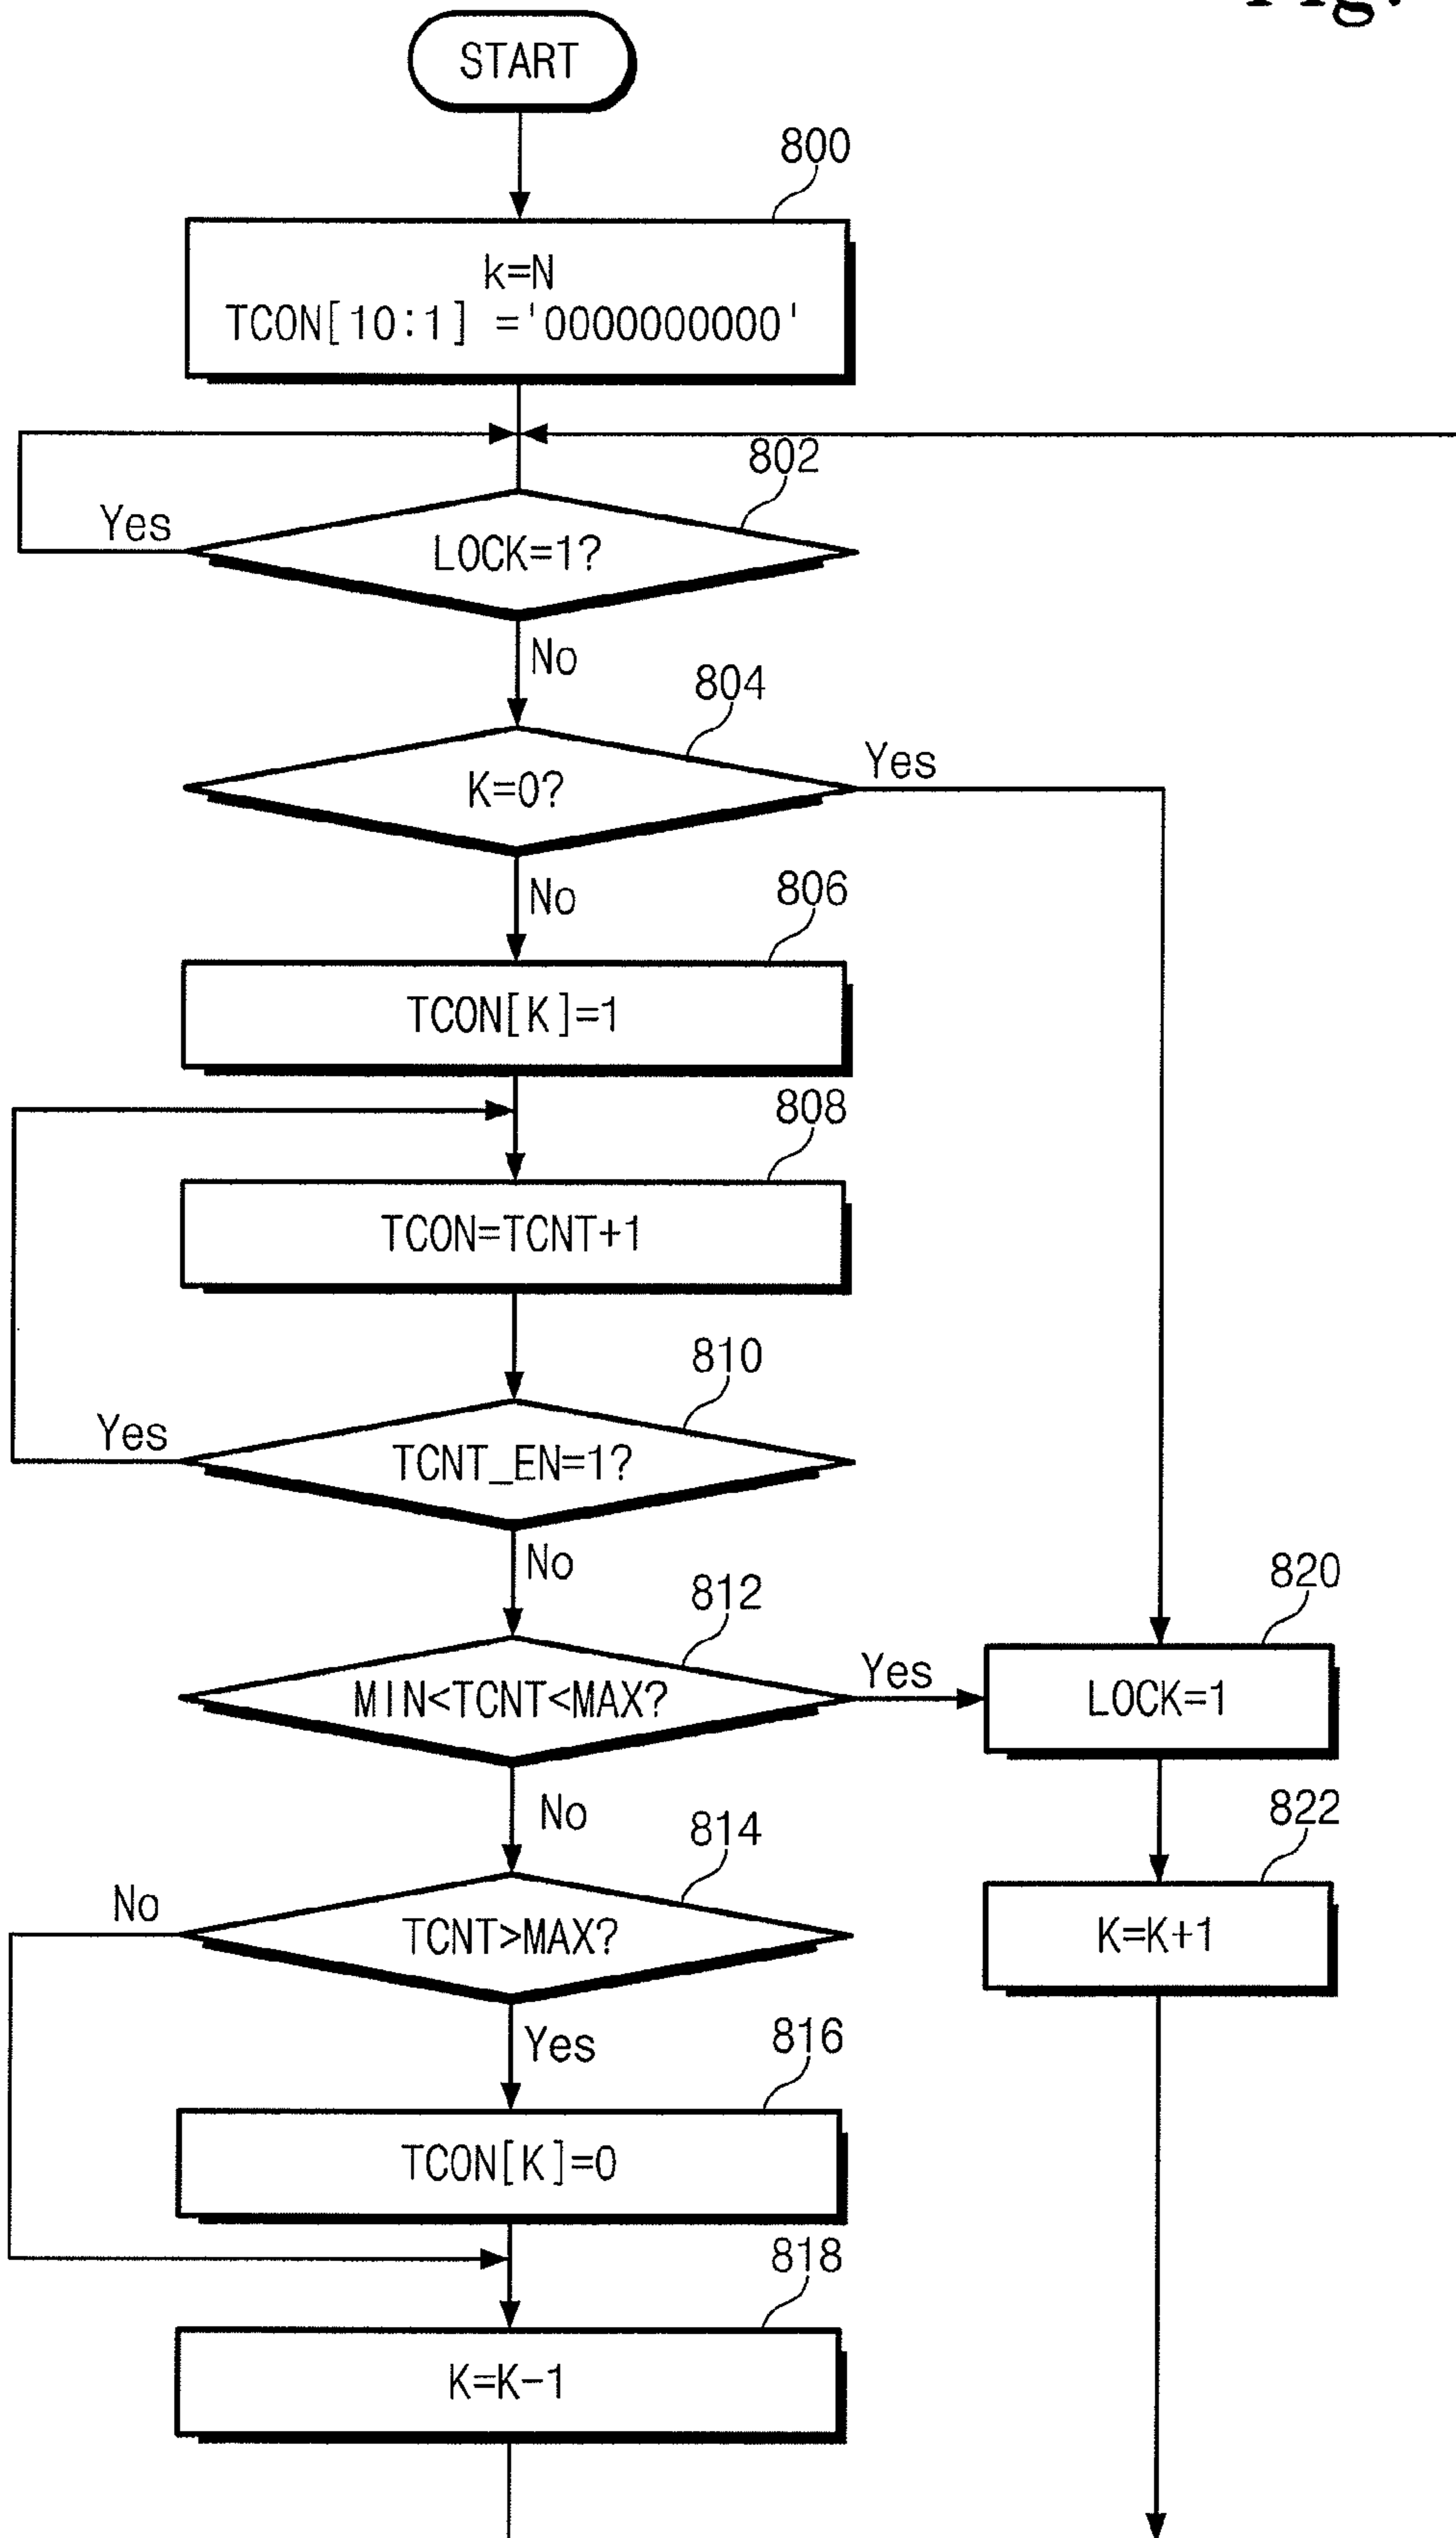 Fig.
START
800
k=N
TCON[10:1] ='0000000000'
802
Yes
LOCK=1?
No
804
Yes
K=0?
No
806
TCON[K]=1
808
TCON=TCNT+1
810
Yes
TCNT_EN=1?
No
812
820
MIN<TCNT<MAX?
Yes
LOCK=1
No
814
822
No
TCNT>MAX?
K=K+1
Yes
816
TCON[K]=0
818
K=K-1